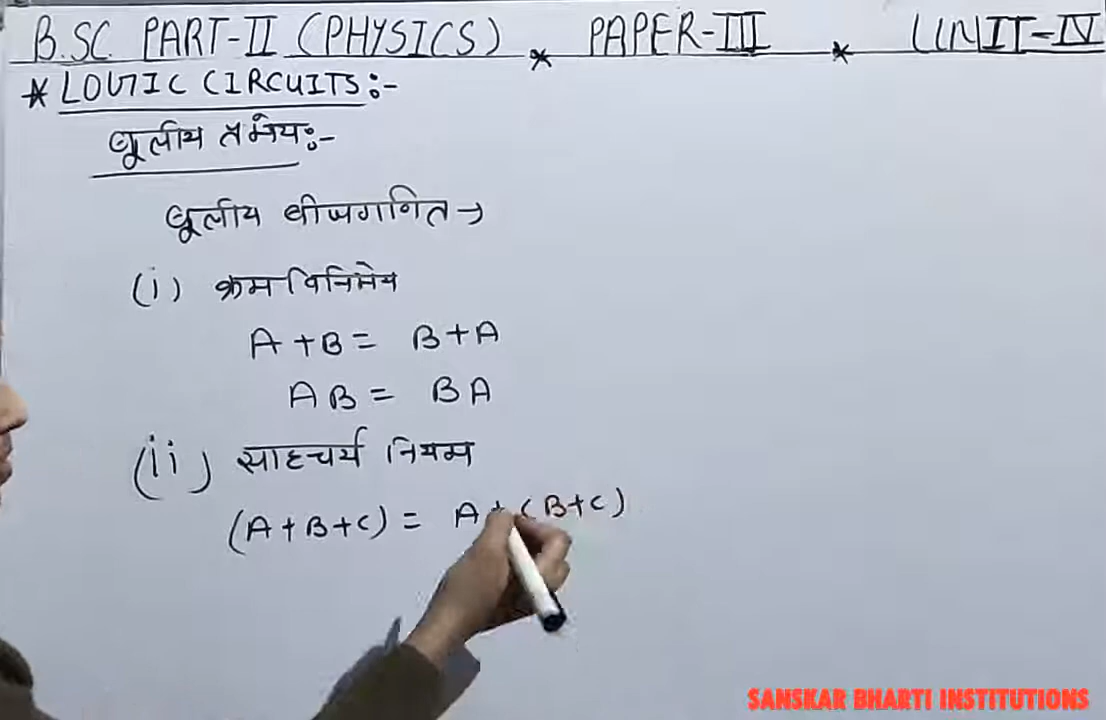 B.SC PART-II (PHYSICS) * PAPER-III * UNIT-IV
* LOGIC CIRCUITS:-
बूलीय प्रमेय:-
बूलीय बीजगणित→
(i) क्रम विनिमेय
A+B = B+A
AB = BA
(ii) साहचर्य नियम
(A+B+C) = A+(B+C)
SANSKAR BHARTI INSTITUTIONS